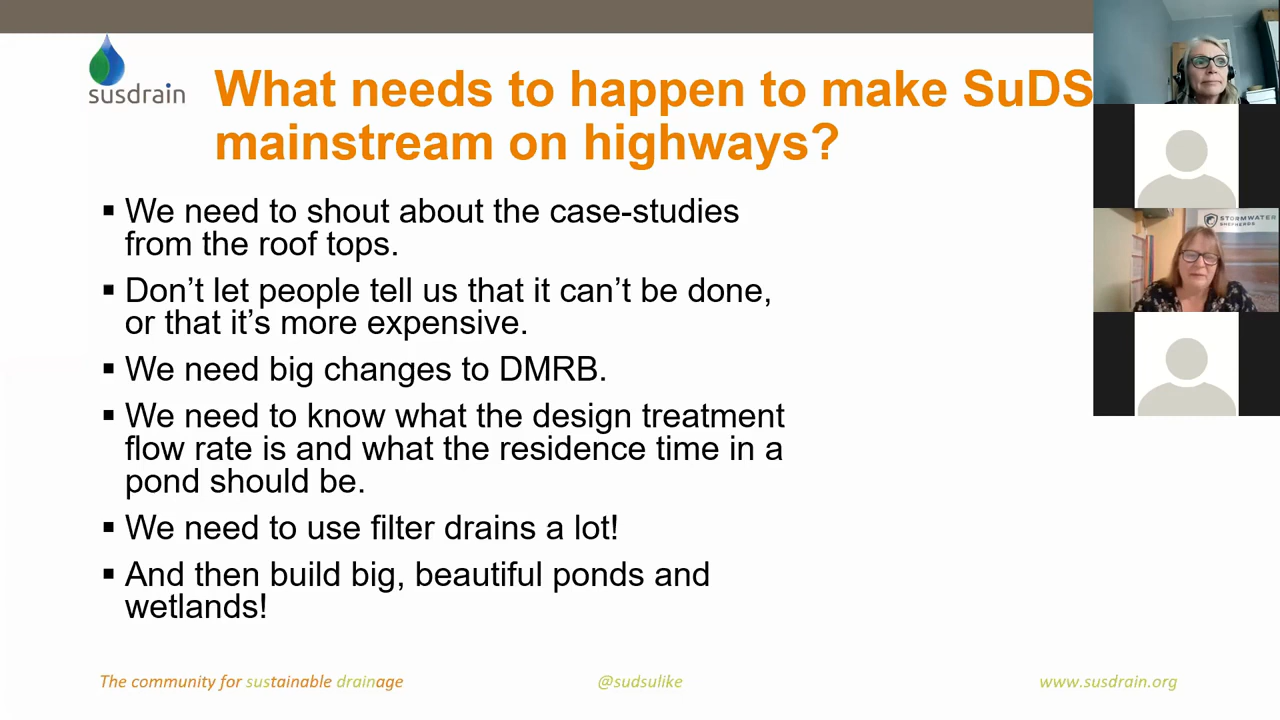 susdrain
What needs to happen to make SuDS
mainstream on highways?
▪ We need to shout about the case-studies
from the roof tops.
▪ Don’t let people tell us that it can’t be done,
or that it’s more expensive.
▪ We need big changes to DMRB.
▪ We need to know what the design treatment
flow rate is and what the residence time in a
pond should be.
▪ We need to use filter drains a lot!
▪ And then build big, beautiful ponds and
wetlands!
STORMWATER
SHEPHERDS
The community for sustainable drainage
@sudsulike
www.susdrain.org